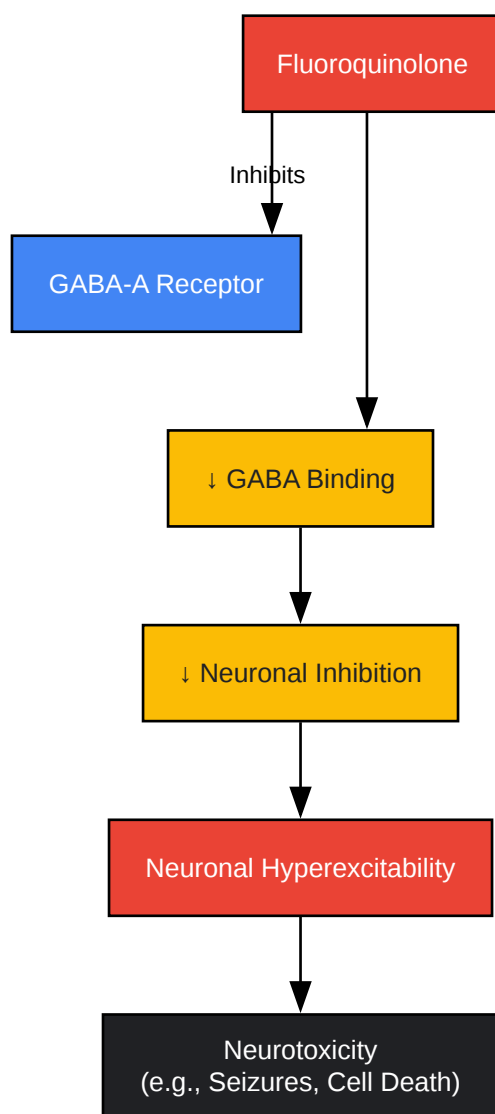 Fluoroquinolone
Inhibits
GABA-A Receptor
↓ GABA Binding
↓ Neuronal Inhibition
Neuronal Hyperexcitability
Neurotoxicity
(e.g., Seizures, Cell Death)